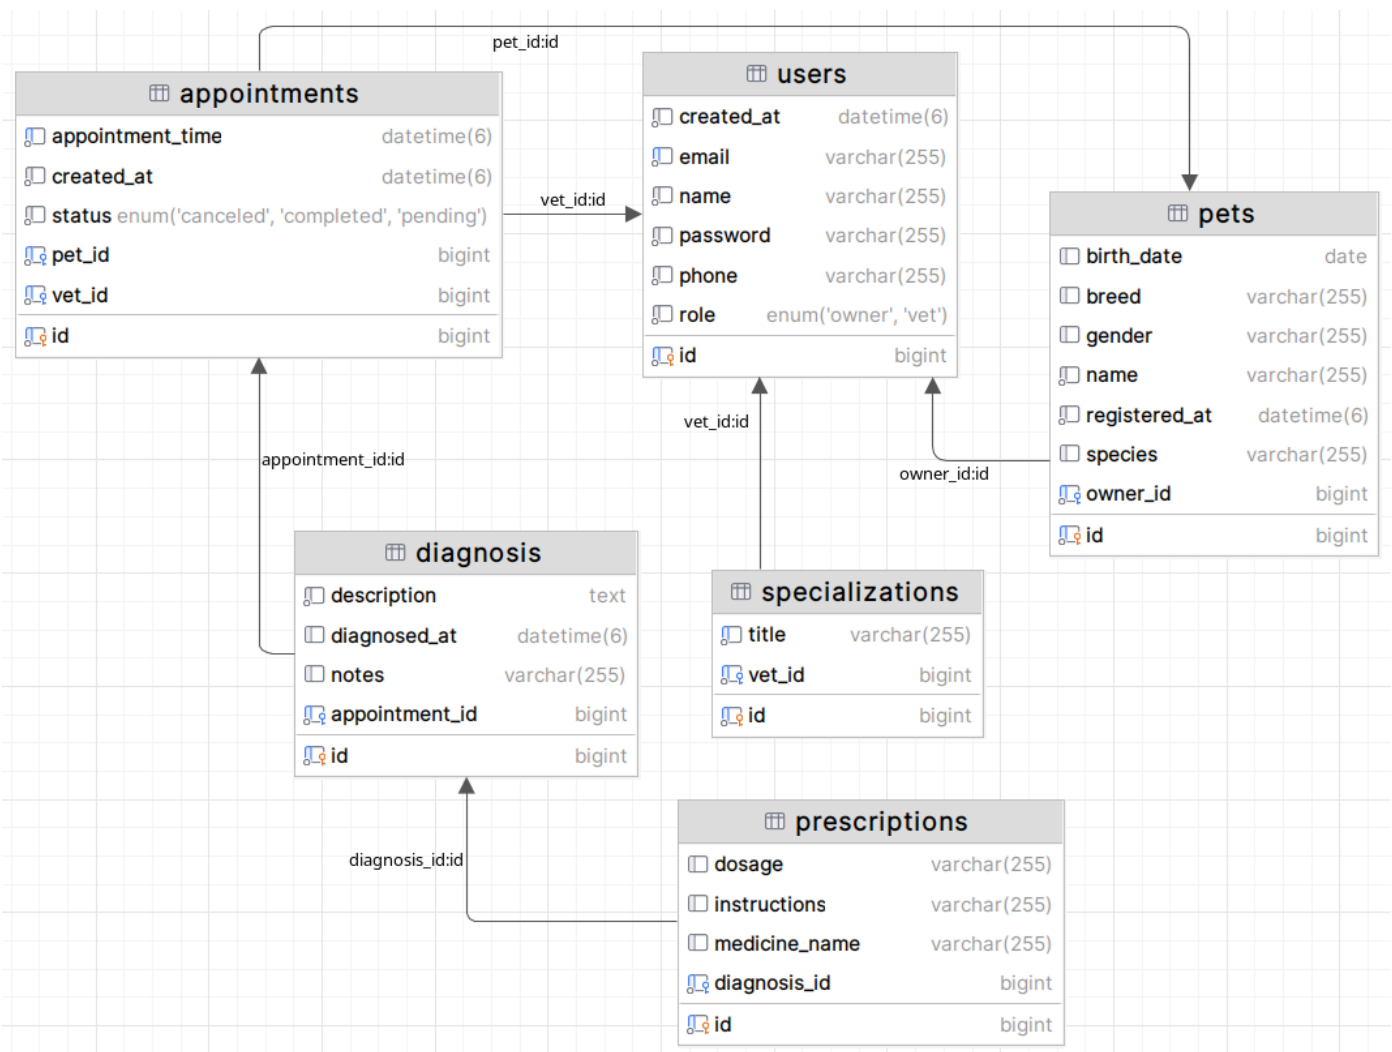 pet_id:id
appointments
appointment_time datetime(6)
created_at datetime(6)
status enum('canceled', 'completed', 'pending')
pet_id bigint
vet_id bigint
id bigint
vet_id:id
users
created_at datetime(6)
email varchar(255)
name varchar(255)
password varchar(255)
phone varchar(255)
role enum('owner', 'vet')
id bigint
pets
birth_date date
breed varchar(255)
gender varchar(255)
name varchar(255)
registered_at datetime(6)
species varchar(255)
owner_id bigint
id bigint
vet_id:id
owner_id:id
appointment_id:id
diagnosis
description text
diagnosed_at datetime(6)
notes varchar(255)
appointment_id bigint
id bigint
specializations
title varchar(255)
vet_id bigint
id bigint
diagnosis_id:id
prescriptions
dosage varchar(255)
instructions varchar(255)
medicine_name varchar(255)
diagnosis_id bigint
id bigint